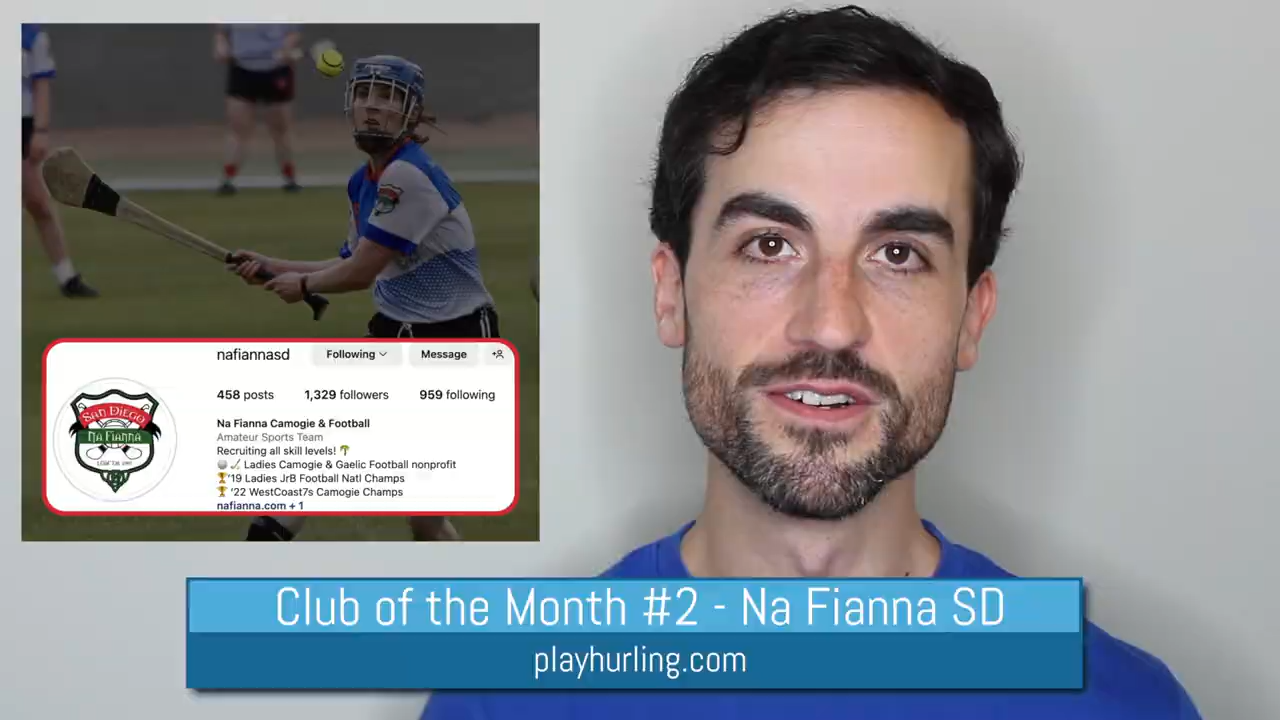 nafiannasd
Following
Message
458 posts
1,329 followers
959 following
Na Fianna Camogie & Football
Amateur Sports Team
Recruiting all skill levels! 🌴
Ladies Camogie & Gaelic Football nonprofit
🏆'19 Ladies JrB Football Natl Champs
🏆 '22 WestCoast7s Camogie Champs
nafianna.com + 1
SAN DIEGO
NA FIANNA
Club of the Month #2 - Na Fianna SD
playhurling.com